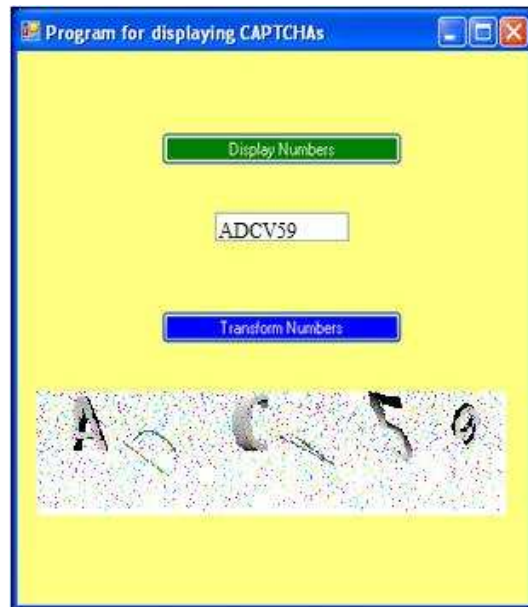 Program for displaying CAPTCHAs
Display Numbers
ADCV59
Transform Numbers
A D C V 5 9